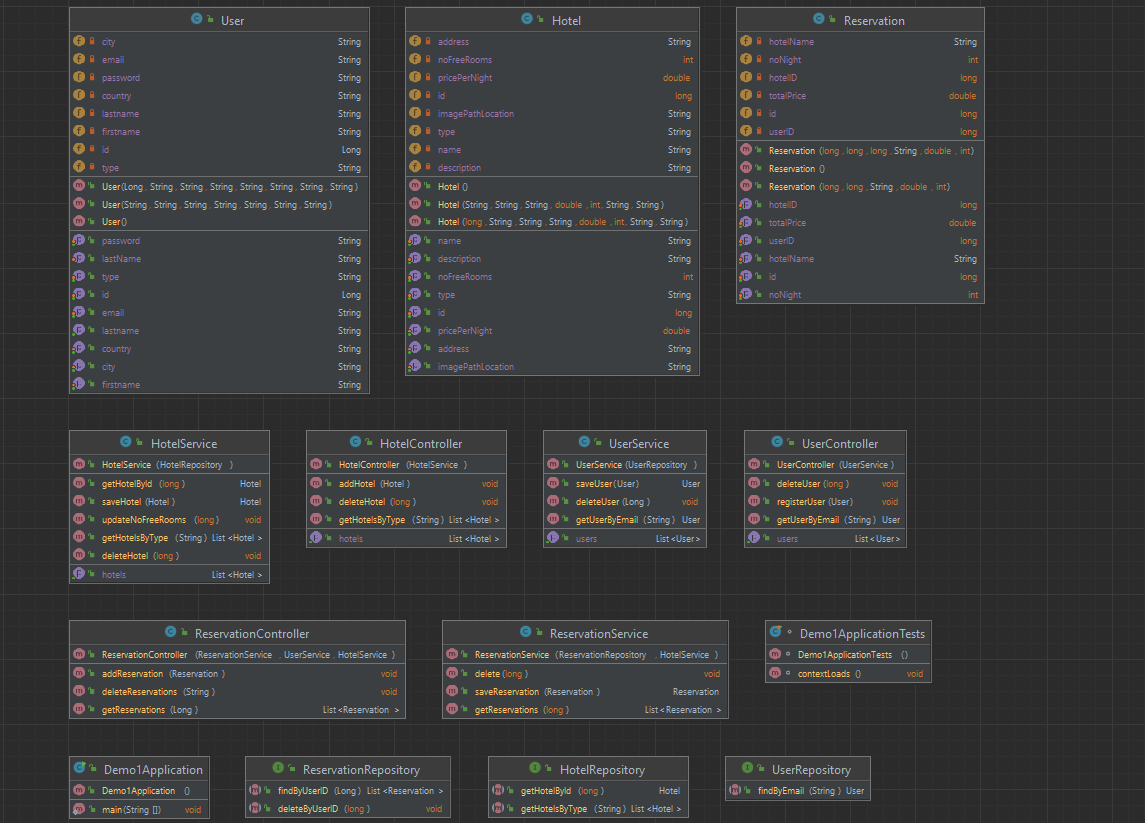 User
city String
email String
password String
country String
lastname String
firstname String
id Long
type String
User(Long, String, String, String, String, String, String, String)
User(String, String, String, String, String, String, String)
User()
password String
lastName String
type String
id Long
email String
lastname String
country String
city String
firstname String
Hotel
address String
noFreeRooms int
pricePerNight double
id long
imagePathLocation String
type String
name String
description String
Hotel ()
Hotel (String, String, String, double, int, String, String)
Hotel (long, String, String, String, double, int, String, String)
name String
description String
noFreeRooms int
type String
id long
pricePerNight double
address String
imagePathLocation String
Reservation
hotelName String
noNight int
hotelID long
totalPrice double
id long
userID long
Reservation (long, long, long, String, double, int)
Reservation ()
Reservation (long, long, String, double, int)
hotelID long
totalPrice double
userID long
hotelName String
id long
noNight int
HotelService
HotelService (HotelRepository )
getHotelById (long ) Hotel
saveHotel (Hotel ) Hotel
updateNoFreeRooms (long ) void
getHotelsByType (String ) List <Hotel >
deleteHotel (long ) void
hotels List <Hotel >
HotelController
HotelController (HotelService )
addHotel (Hotel ) void
deleteHotel (long ) void
getHotelsByType (String ) List <Hotel >
hotels List <Hotel >
UserService
UserService (UserRepository )
saveUser(User) User
deleteUser (Long ) void
getUserByEmail (String ) User
users List <User>
UserController
UserController (UserService )
deleteUser (long ) void
registerUser (User) void
getUserByEmail (String ) User
users List <User>
ReservationController
ReservationController (ReservationService , UserService , HotelService )
addReservation (Reservation ) void
deleteReservations (String ) void
getReservations (Long ) List <Reservation >
ReservationService
ReservationService (ReservationRepository , HotelService )
delete (long ) void
saveReservation (Reservation ) Reservation
getReservations (long ) List <Reservation >
Demo1ApplicationTests
Demo1ApplicationTests ()
contextLoads () void
Demo1Application
Demo1Application ()
main(String []) void
ReservationRepository
findByUserID (Long ) List <Reservation >
deleteByUserID (long ) void
HotelRepository
getHotelById (long ) Hotel
getHotelsByType (String ) List <Hotel >
UserRepository
findByEmail (String ) User